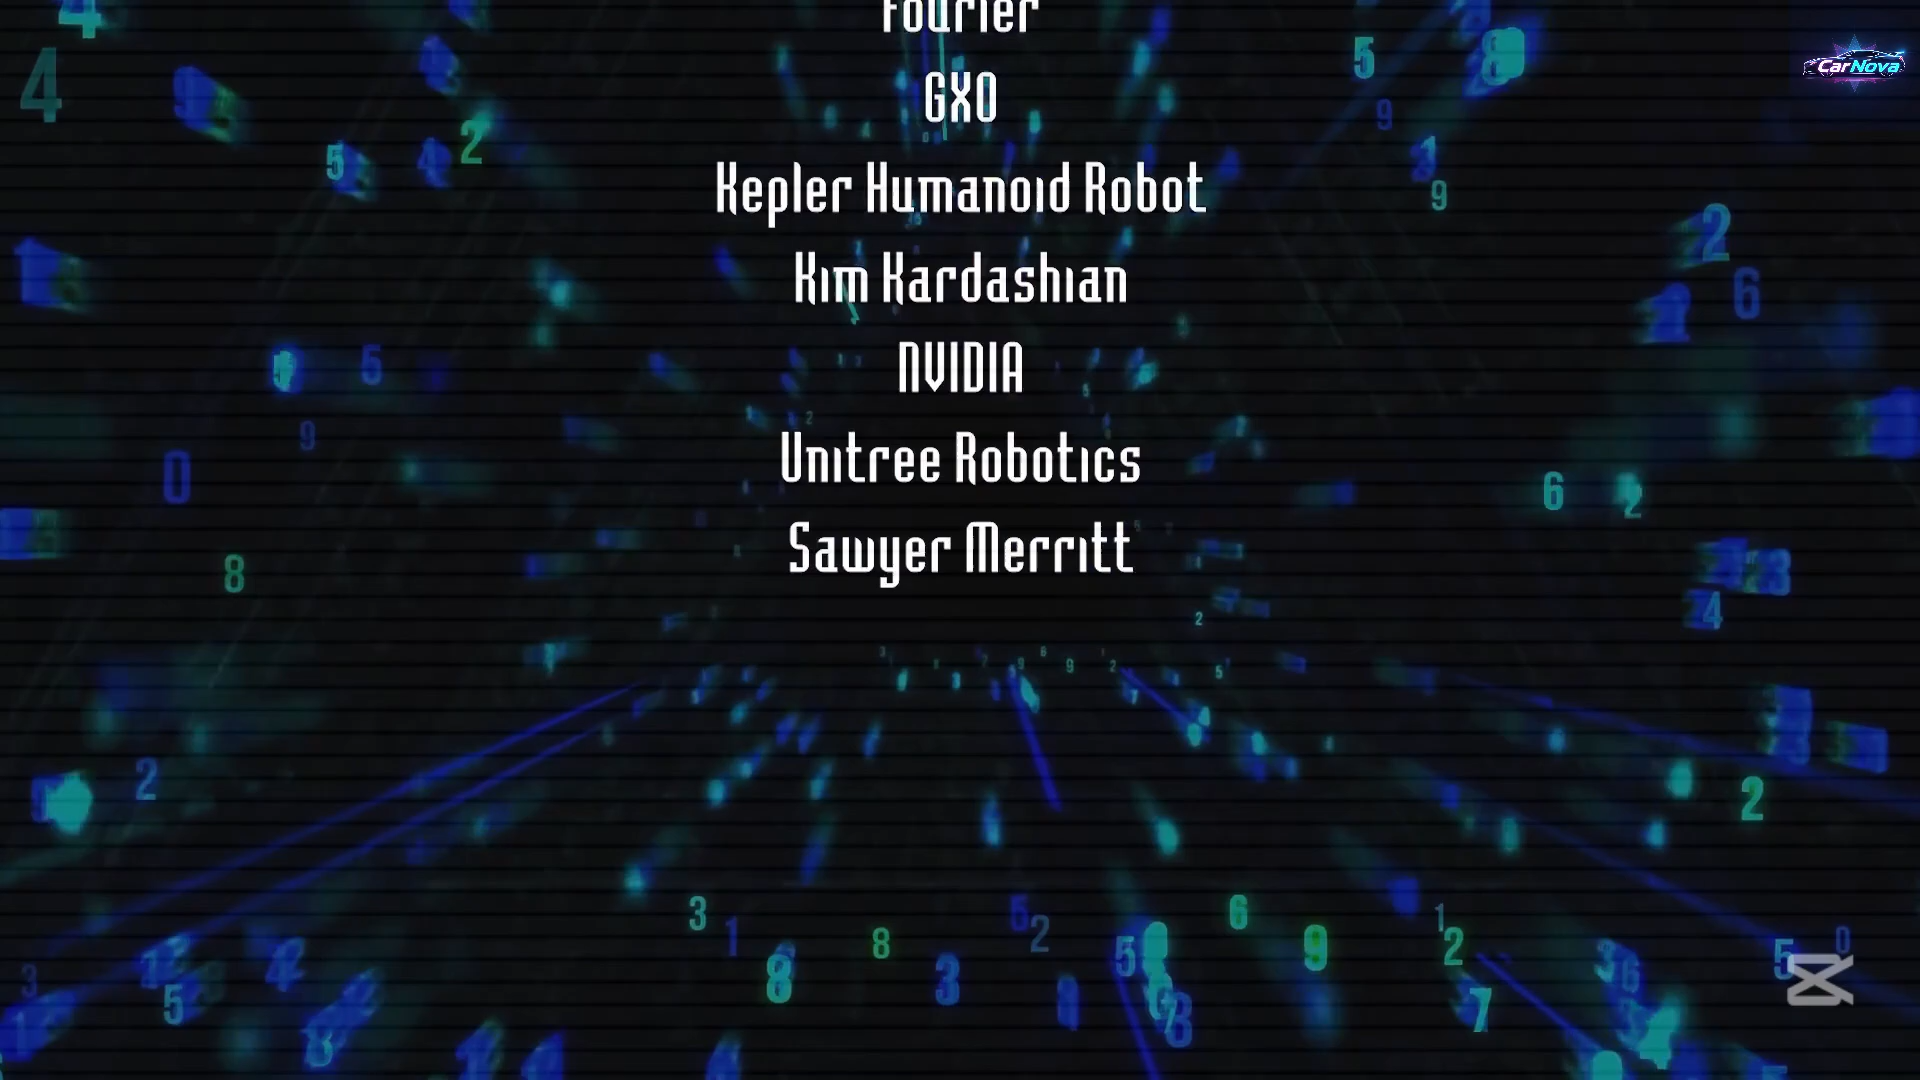 Fourier
GXO
Kepler Humanoid Robot
Kim Kardashian
NVIDIA
Unitree Robotics
Sawyer Merritt
CarNova